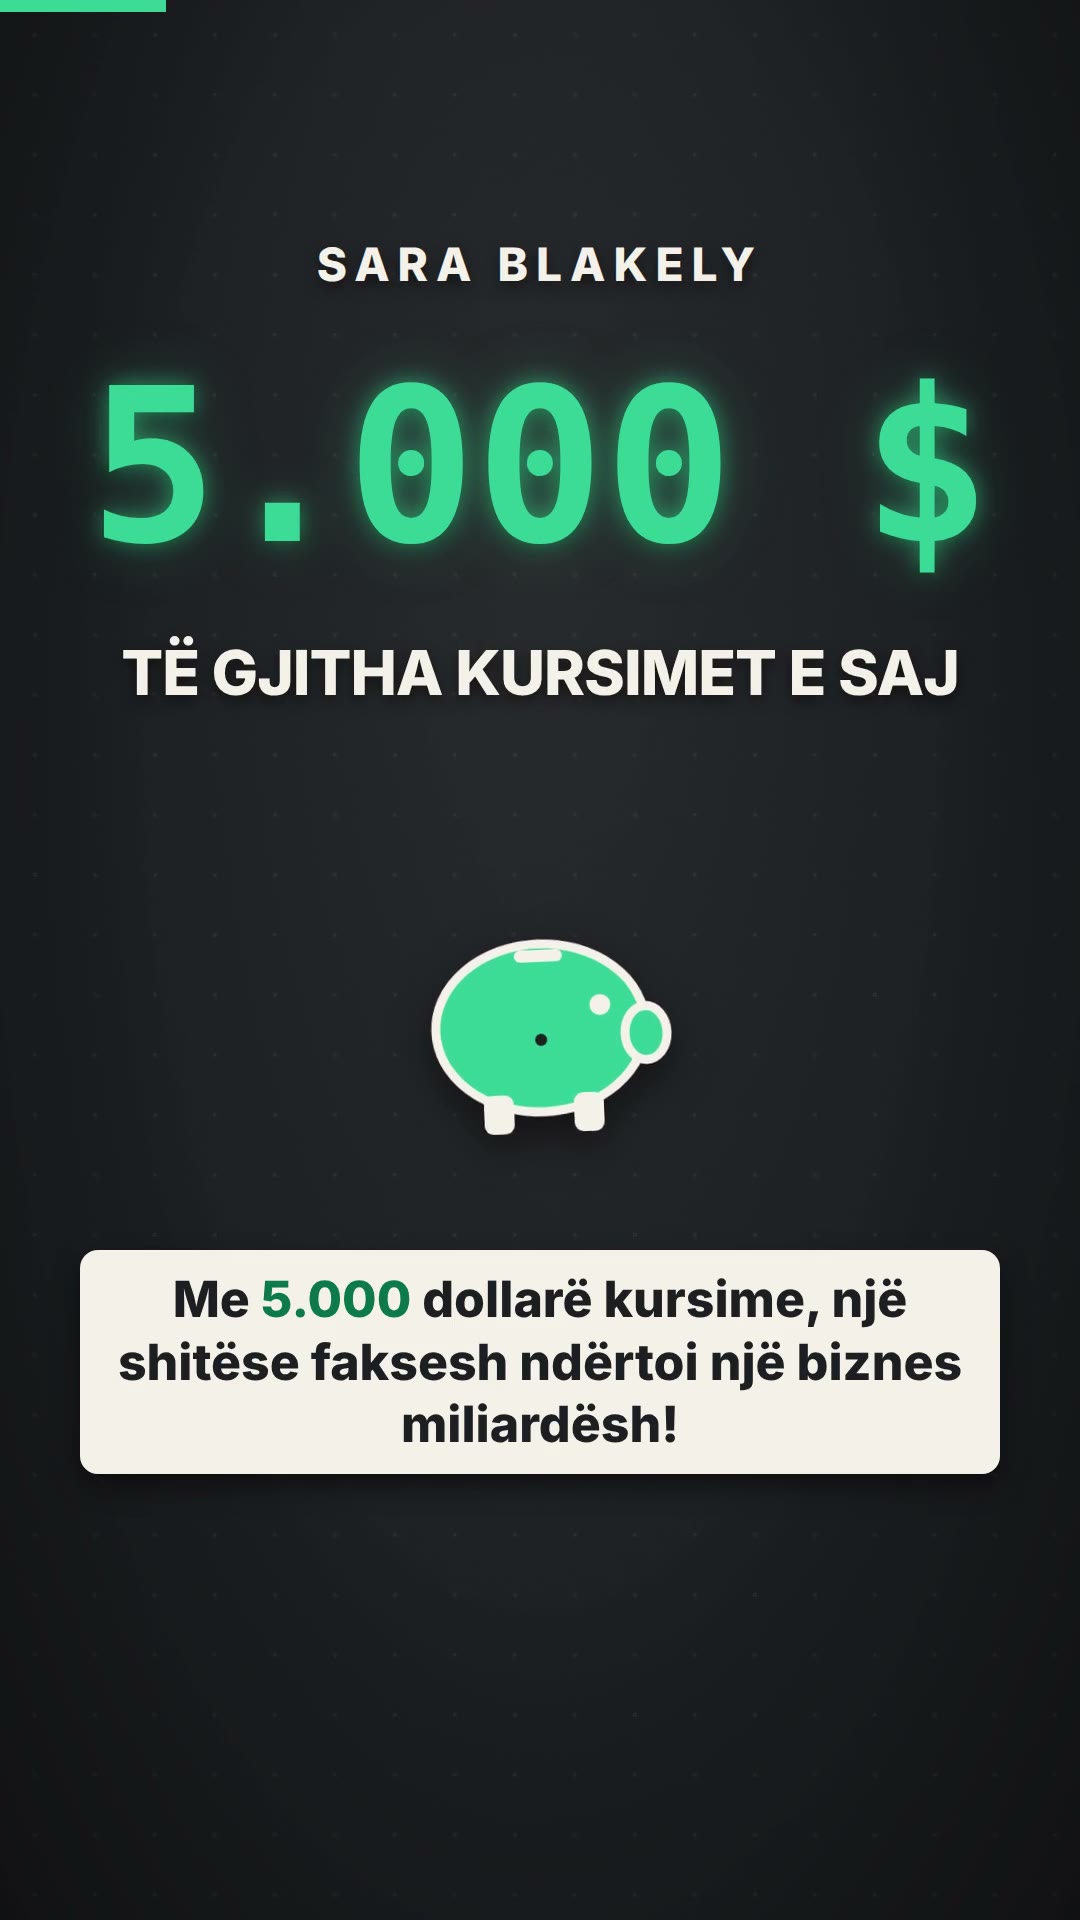 SARA BLAKELY
5.000 $
TË GJITHA KURSIMET E SAJ
Me 5.000 dollarë kursime, një
shitëse faksesh ndërtoi një biznes
miliardësh!